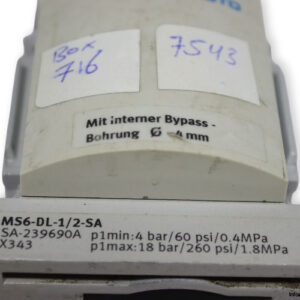 Box
716
7543
Mit interner Bypass -
Bohrung Ø 4 mm
MS6-DL-1/2-SA
SA-239690A p1min:4 bar/60 psi/0.4MPa
X343 p1max:18 bar/260 psi/1.8MPa